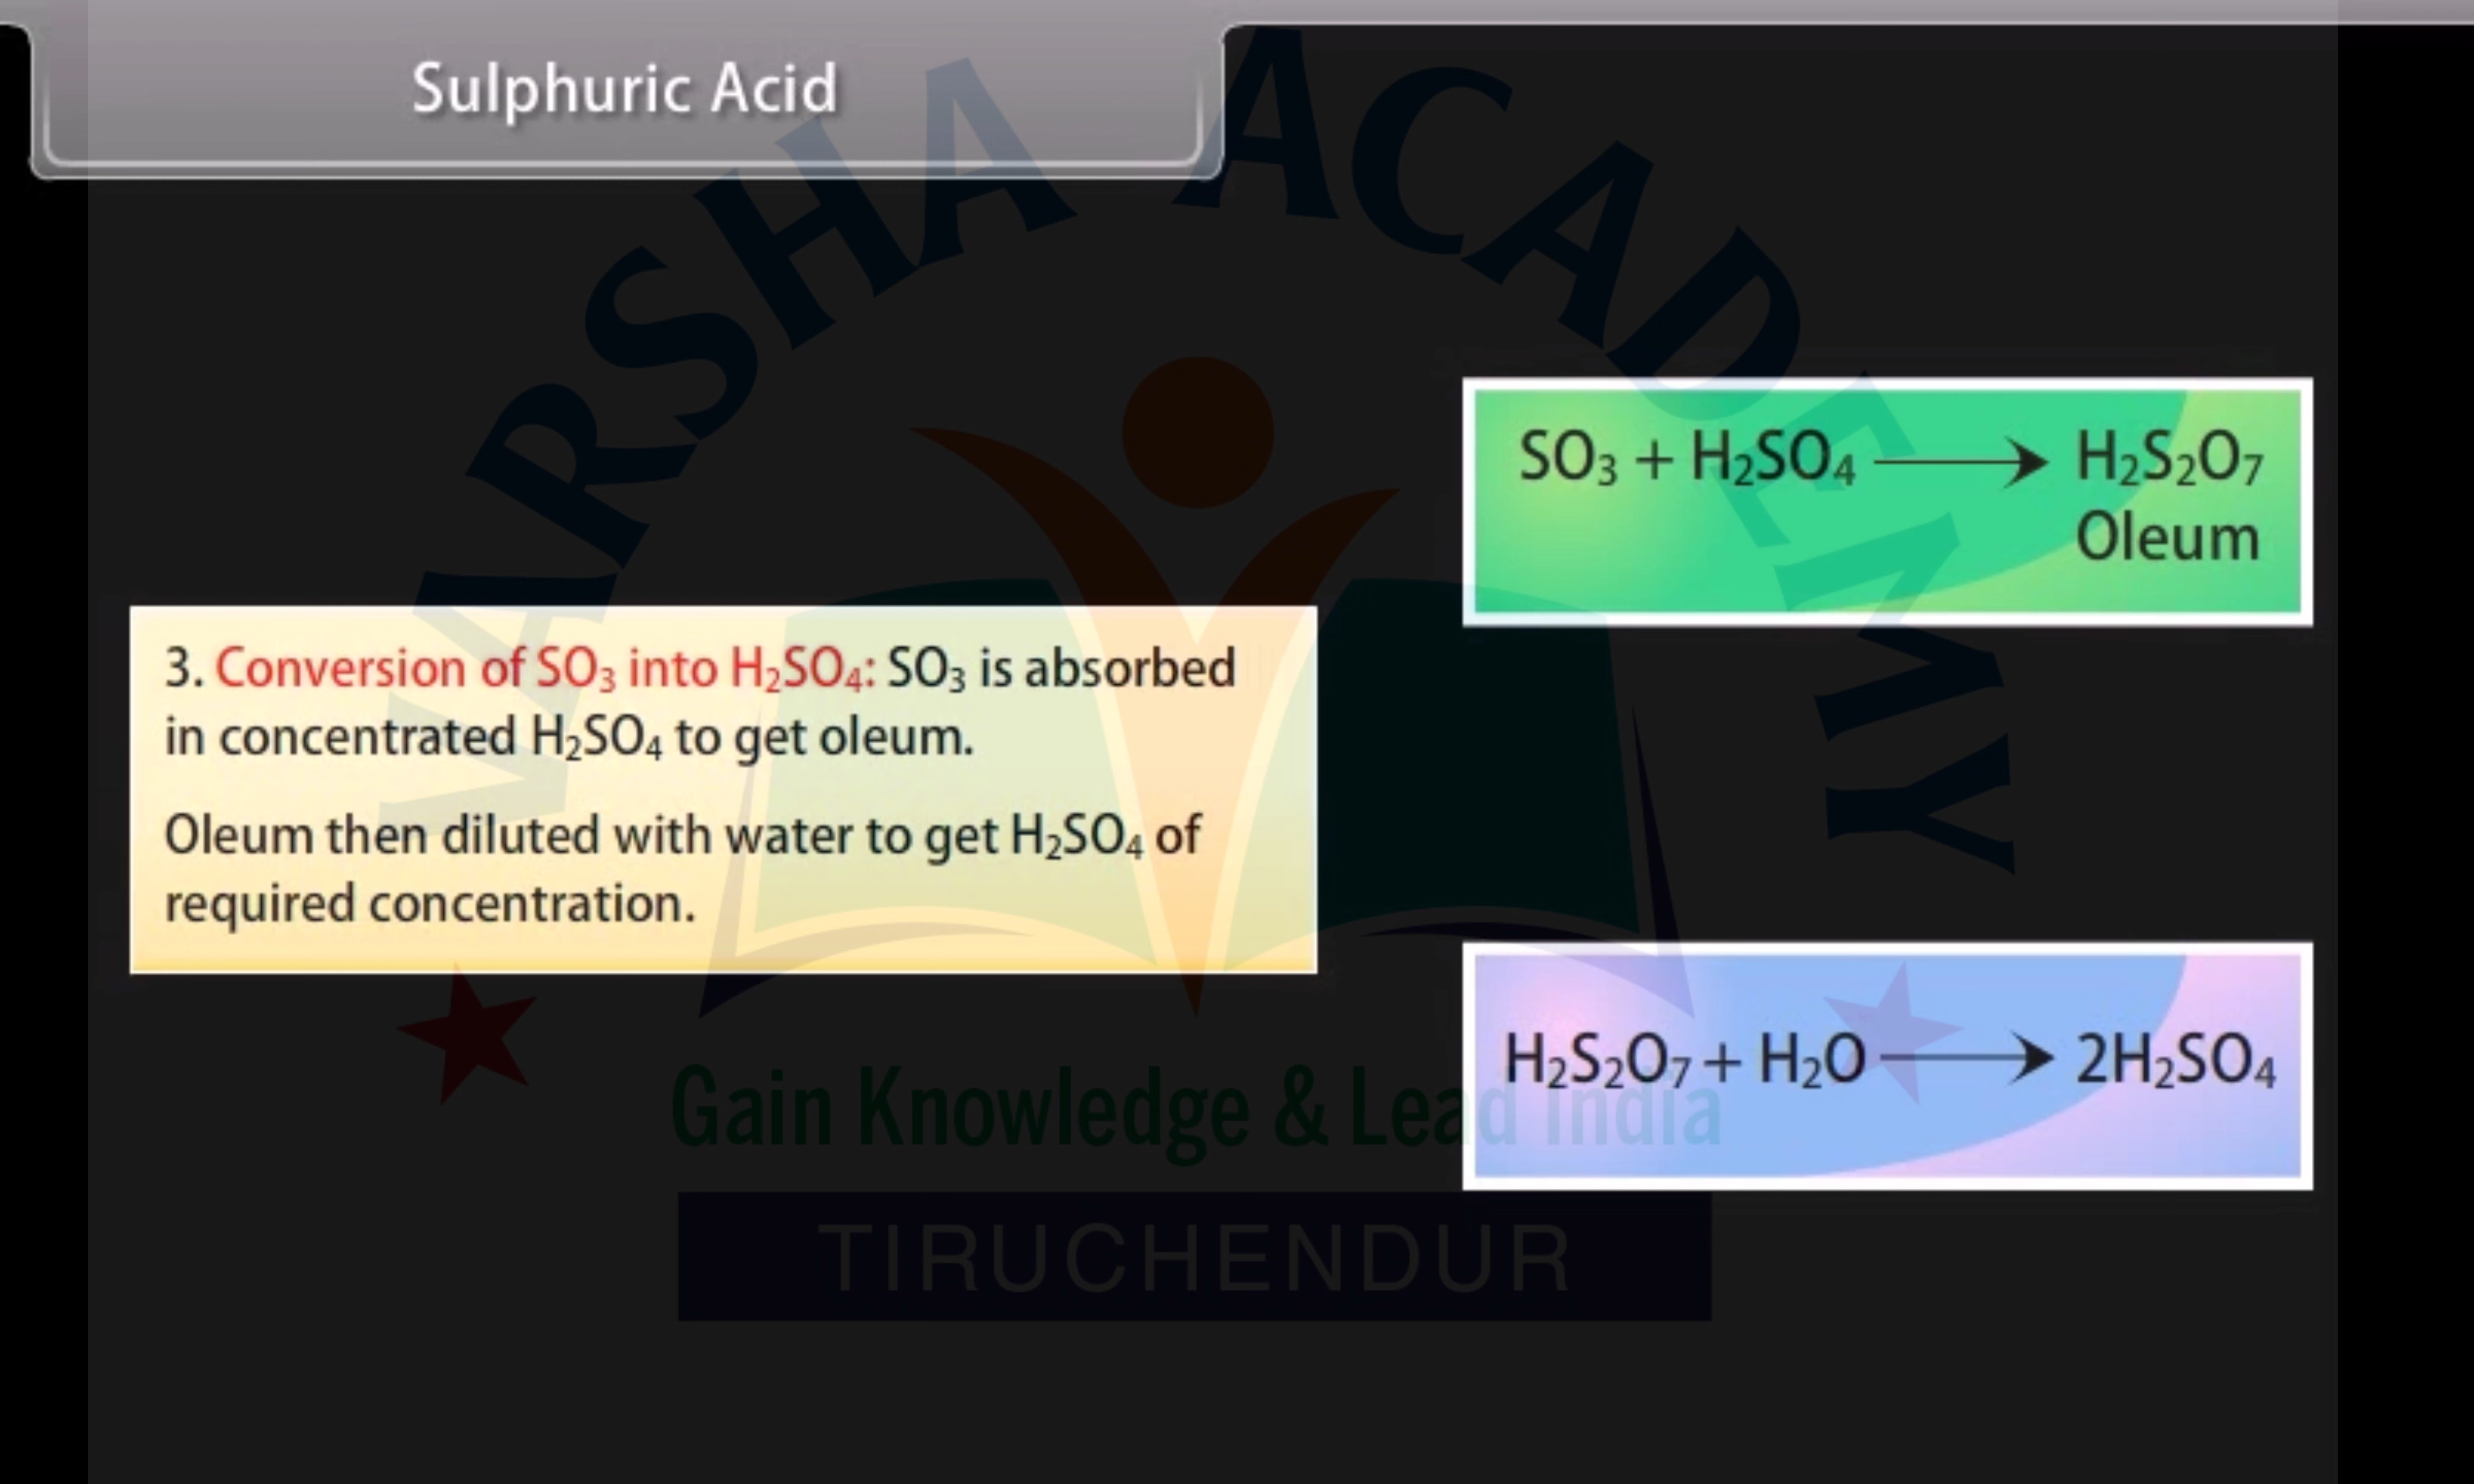 Sulphuric Acid
VARSHA ACADEMY
SO₃ + H₂SO₄ ⟶ H₂S₂O₇
Oleum
3. Conversion of SO₃ into H₂SO₄: SO₃ is absorbed
in concentrated H₂SO₄ to get oleum.
Oleum then diluted with water to get H₂SO₄ of
required concentration.
H₂S₂O₇ + H₂O ⟶ 2H₂SO₄
Gain Knowledge & Lead India
TIRUCHENDUR